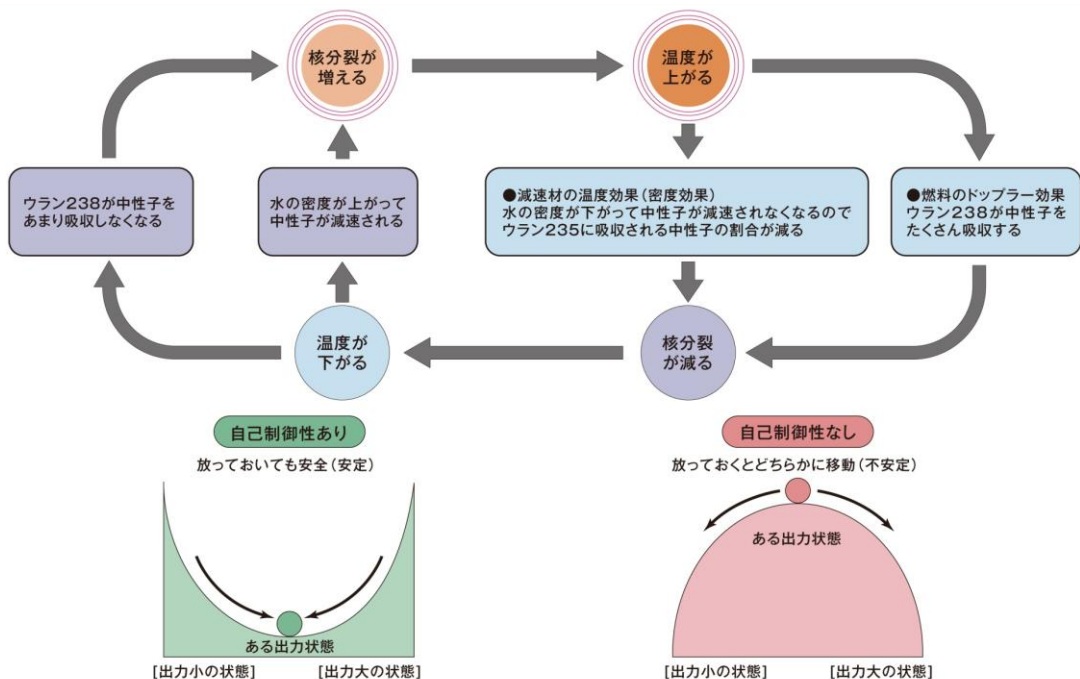 核分裂が
増える
温度が
上がる
ウラン238が中性子を
あまり吸収しなくなる
水の密度が上がって
中性子が減速される
●減速材の温度効果（密度効果）
水の密度が下がって中性子が減速されなくなるので
ウラン235に吸収される中性子の割合が減る
●燃料のドップラー効果
ウラン238が中性子を
たくさん吸収する
温度が
下がる
核分裂
が減る
自己制御性あり
放っておいても安全（安定）
ある出力状態
[出力小の状態]
[出力大の状態]
自己制御性なし
放っておくとどちらかに移動（不安定）
ある出力状態
[出力小の状態]
[出力大の状態]